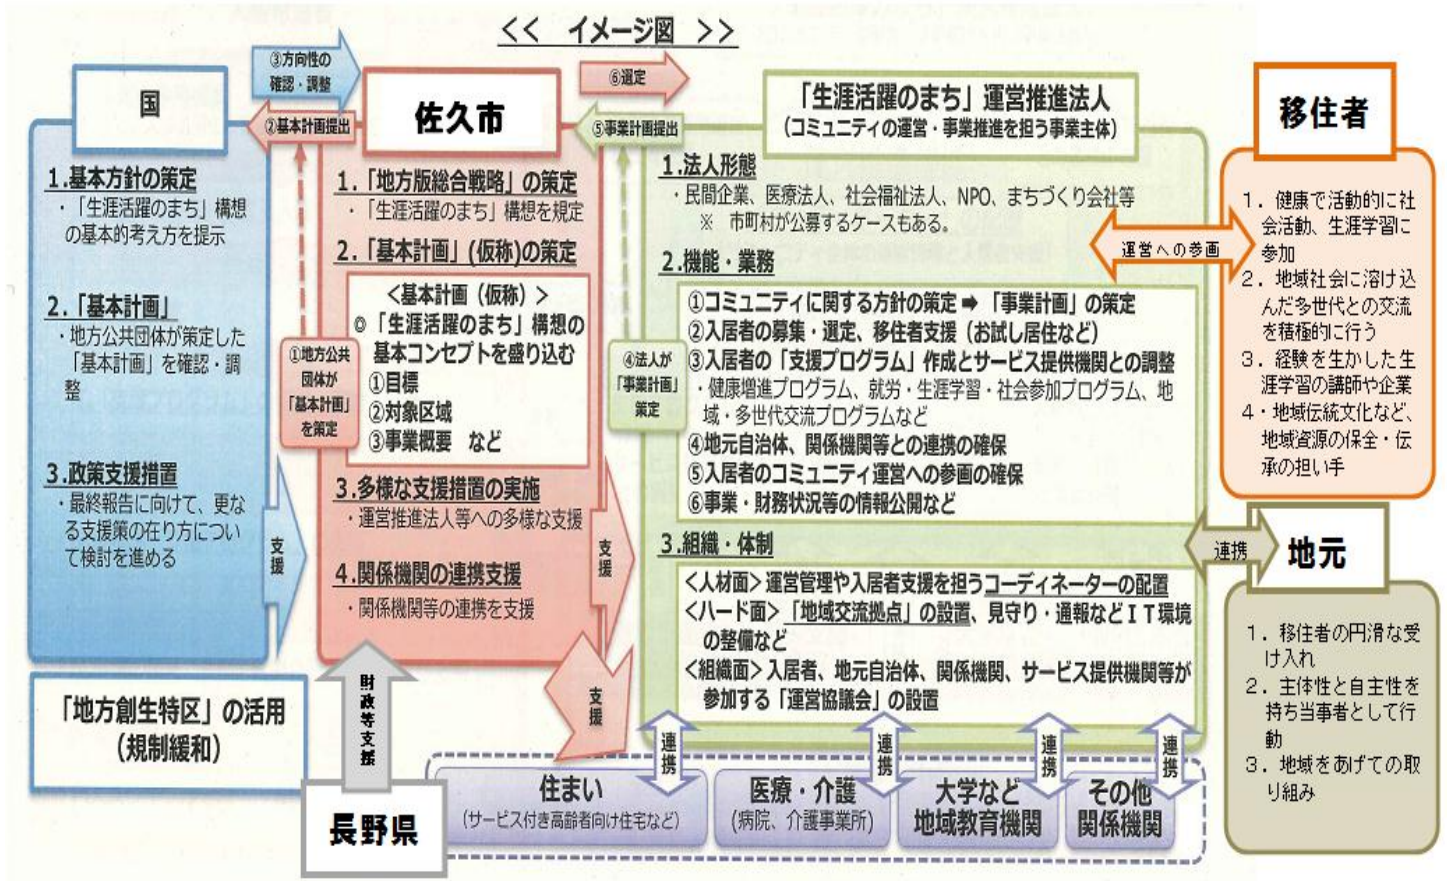 << イメージ図 >>
国
③方向性の
確認・調整
②基本計画提出
佐久市
⑥選定
⑤事業計画提出
「生涯活躍のまち」運営推進法人
(コミュニティの運営・事業推進を担う事業主体)
移住者
1.基本方針の策定
・「生涯活躍のまち」構想
の基本的考え方を提示
2.「基本計画」
・地方公共団体が策定した
「基本計画」を確認・調
整
3.政策支援措置
・最終報告に向けて、更な
る支援策の在り方につい
て検討を進める
支援
「地方創生特区」の活用
(規制緩和)
①地方公共
団体が
「基本計画」
を策定
1.「地方版総合戦略」の策定
・「生涯活躍のまち」構想を規定
2.「基本計画」(仮称)の策定
<基本計画(仮称)>
◎「生涯活躍のまち」構想の
基本コンセプトを盛り込む
①目標
②対象区域
③事業概要 など
3.多様な支援措置の実施
・運営推進法人等への多様な支援
4.関係機関の連携支援
・関係機関等の連携を支援
支援
支援
財政等支援
長野県
④法人が
「事業計画」
策定
1.法人形態
・民間企業、医療法人、社会福祉法人、NPO、まちづくり会社等
※ 市町村が公募するケースもある。
2.機能・業務
①コミュニティに関する方針の策定➡「事業計画」の策定
②入居者の募集・選定、移住者支援(お試し居住など)
③入居者の「支援プログラム」作成とサービス提供機関との調整
・健康増進プログラム、就労・生涯学習・社会参加プログラム、地
域・多世代交流プログラムなど
④地元自治体、関係機関等との連携の確保
⑤入居者のコミュニティ運営への参画の確保
⑥事業・財務状況等の情報公開など
3.組織・体制
<人材面>運営管理や入居者支援を担うコーディネーターの配置
<ハード面>「地域交流拠点」の設置、見守り・通報などIT環境
の整備など
<組織面>入居者、地元自治体、関係機関、サービス提供機関等が
参加する「運営協議会」の設置
連携
連携
連携
連携
住まい
(サービス付き高齢者向け住宅など)
医療・介護
(病院、介護事業所)
大学など
地域教育機関
その他
関係機関
運営への参画
1. 健康で活動的に社
会活動、生涯学習に
参加
2. 地域社会に溶け込
んだ多世代との交流
を積極的に行う
3. 経験を生かした生
涯学習の講師や企業
4・地域伝統文化など、
地域資源の保全・伝
承の担い手
連携
地元
1. 移住者の円滑な受
け入れ
2. 主体性と自主性を
持ち当事者として行
動
3. 地域をあげての取
り組み